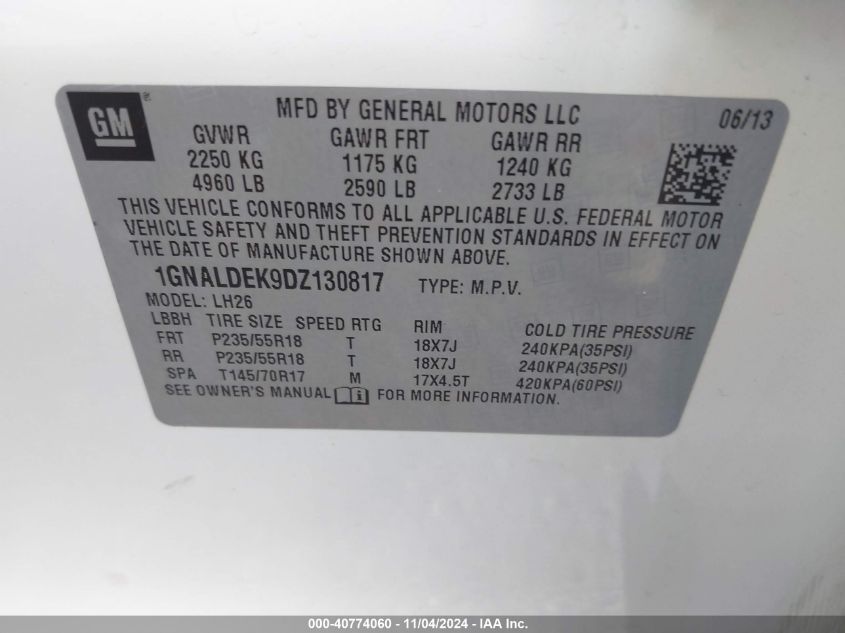 GM®
MFD BY GENERAL MOTORS LLC 06/13
GVWR GAWR FRT GAWR RR
2250 KG 1175 KG 1240 KG
4960 LB 2590 LB 2733 LB
THIS VEHICLE CONFORMS TO ALL APPLICABLE U.S. FEDERAL MOTOR
VEHICLE SAFETY AND THEFT PREVENTION STANDARDS IN EFFECT ON
THE DATE OF MANUFACTURE SHOWN ABOVE.
1GNALDEK9DZ130817 TYPE: M.P.V.
MODEL: LH26
LBBH TIRE SIZE SPEED RTG RIM COLD TIRE PRESSURE
FRT P235/55R18 T 18X7J 240KPA(35PSI)
RR P235/55R18 T 18X7J 240KPA(35PSI)
SPA T145/70R17 M 17X4.5T 420KPA(60PSI)
SEE OWNER'S MANUAL FOR MORE INFORMATION.
000-40774060 - 11/04/2024 - IAA Inc.